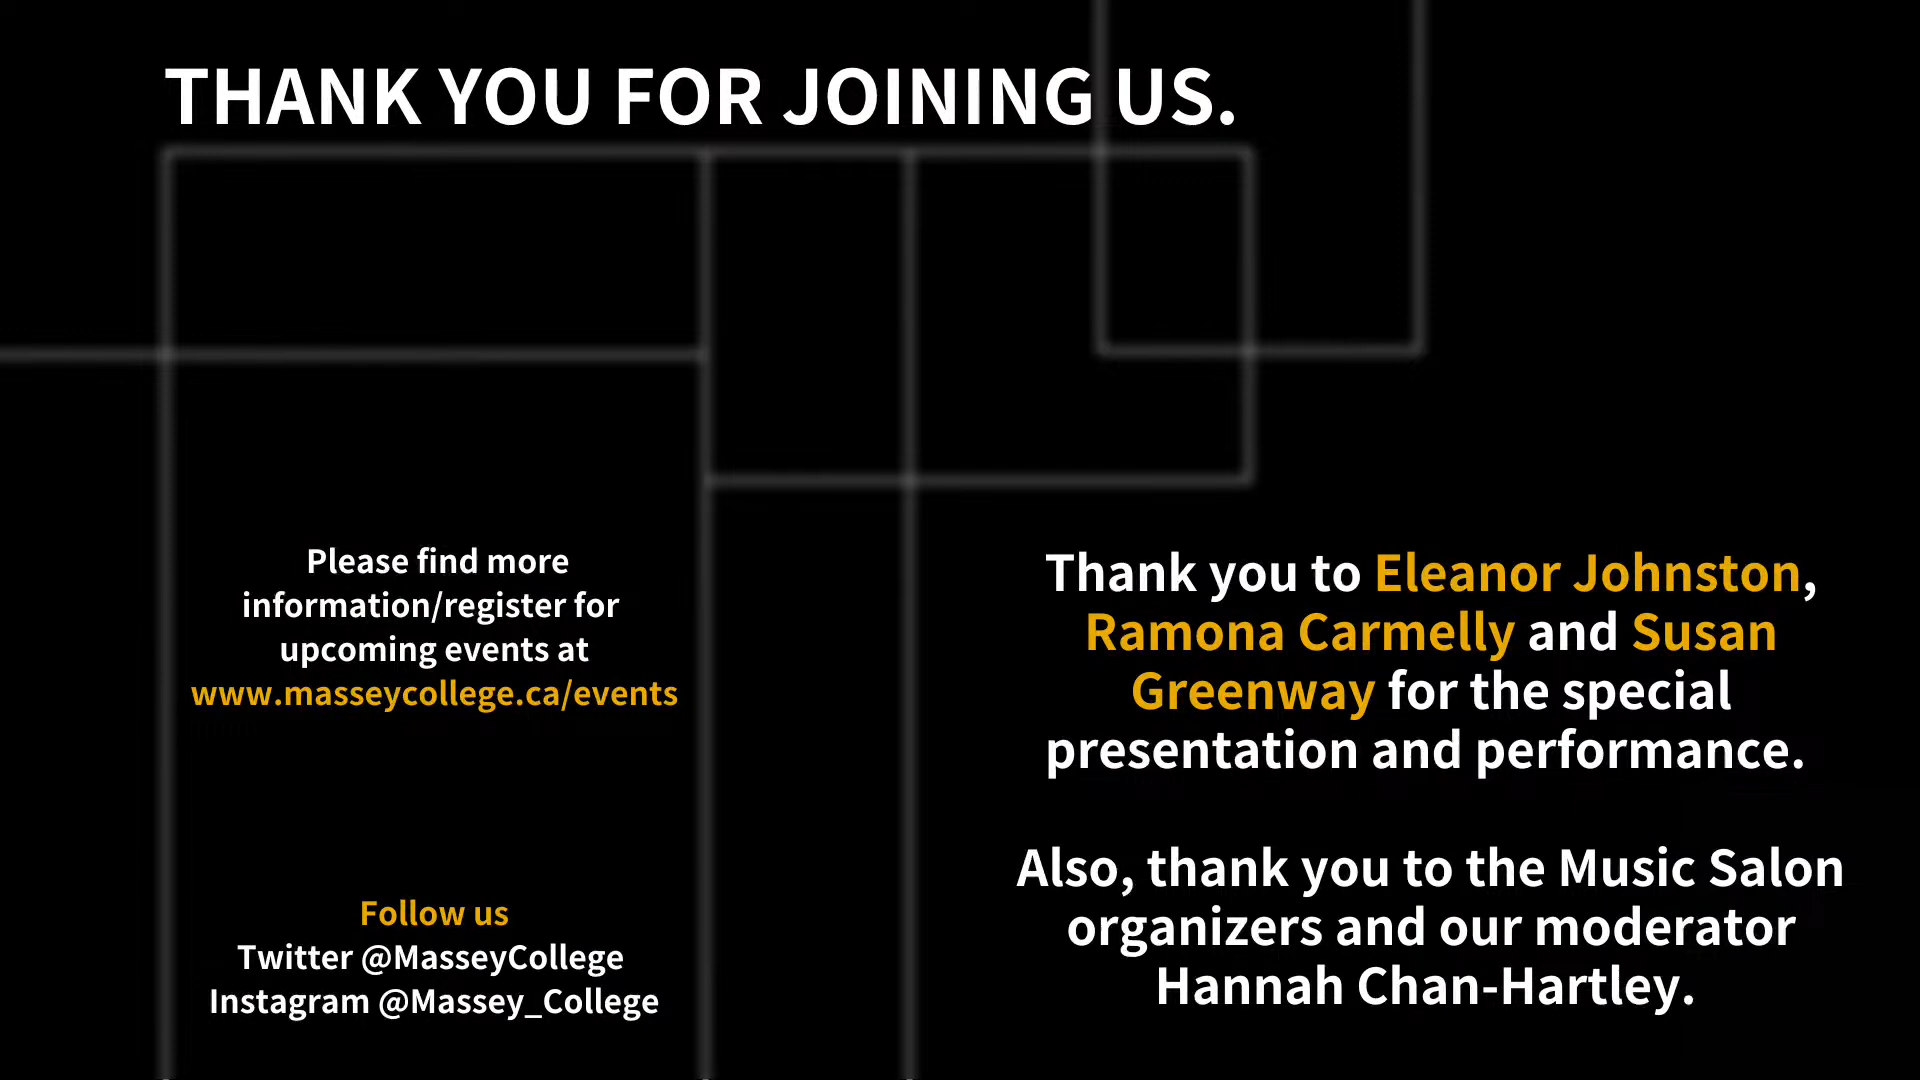 THANK YOU FOR JOINING US.
Please find more
information/register for
upcoming events at
www.masseycollege.ca/events
Follow us
Twitter @MasseyCollege
Instagram @Massey_College
Thank you to Eleanor Johnston,
Ramona Carmelly and Susan
Greenway for the special
presentation and performance.
Also, thank you to the Music Salon
organizers and our moderator
Hannah Chan-Hartley.